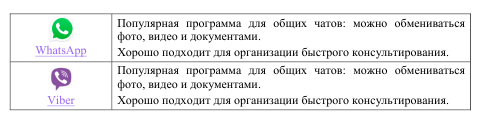 WhatsApp
Популярная программа для общих чатов: можно обмениваться
фото, видео и документами.
Хорошо подходит для организации быстрого консультирования.
Viber
Популярная программа для общих чатов: можно обмениваться
фото, видео и документами.
Хорошо подходит для организации быстрого консультирования.